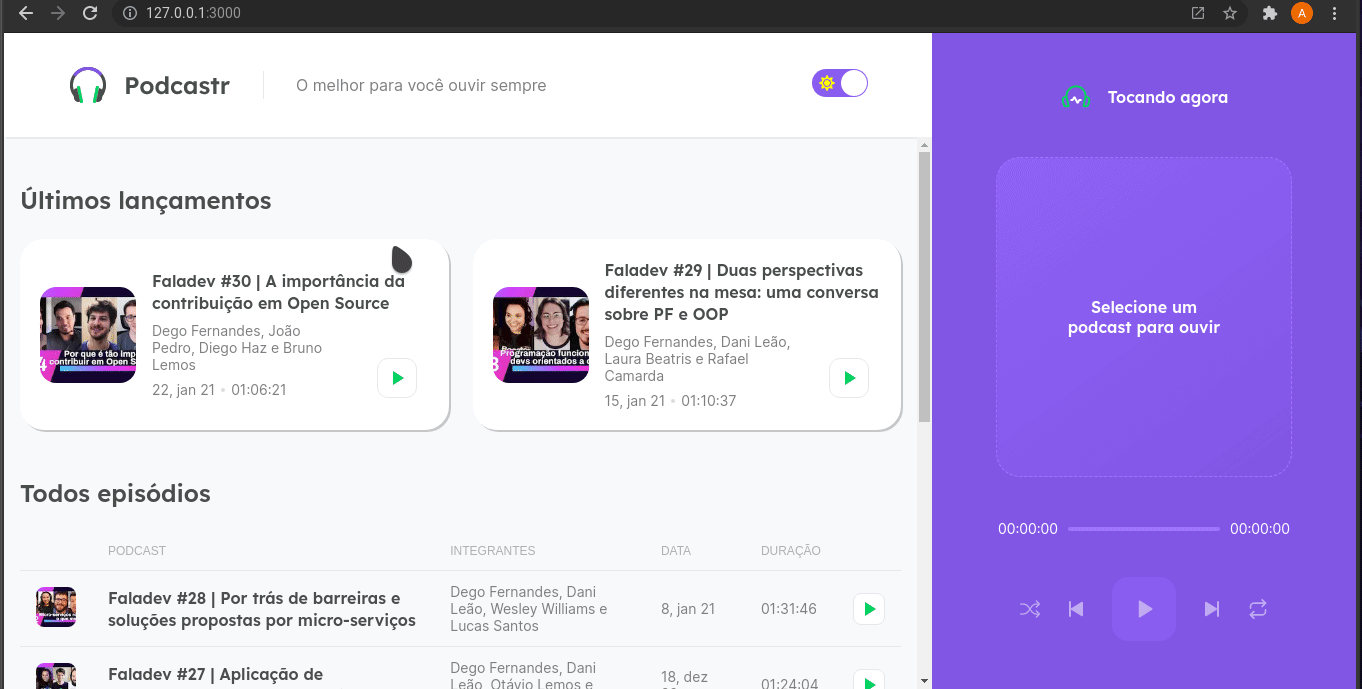 127.0.0.1:3000
A
Podcastr
O melhor para você ouvir sempre
Tocando agora
Últimos lançamentos
Faladev #30 | A importância da
contribuição em Open Source
Dego Fernandes, João
Pedro, Diego Haz e Bruno
Lemos
22, jan 21 • 01:06:21
4
Por que é tão imp
contribuir em Open S
Faladev #29 | Duas perspectivas
diferentes na mesa: uma conversa
sobre PF e OOP
Dego Fernandes, Dani Leão,
Laura Beatris e Rafael
Camarda
15, jan 21 • 01:10:37
Programação funcion
devs orientados a o
Selecione um
podcast para ouvir
00:00:00
00:00:00
Todos episódios
PODCAST INTEGRANTES DATA DURAÇÃO
Faladev #28 | Por trás de barreiras e
soluções propostas por micro-serviços
Dego Fernandes, Dani
Leão, Wesley Williams e
Lucas Santos
8, jan 21
01:31:46
Faladev #27 | Aplicação de
Dego Fernandes, Dani
Leão, Otávio Lemos e
18, dez
01:24:04